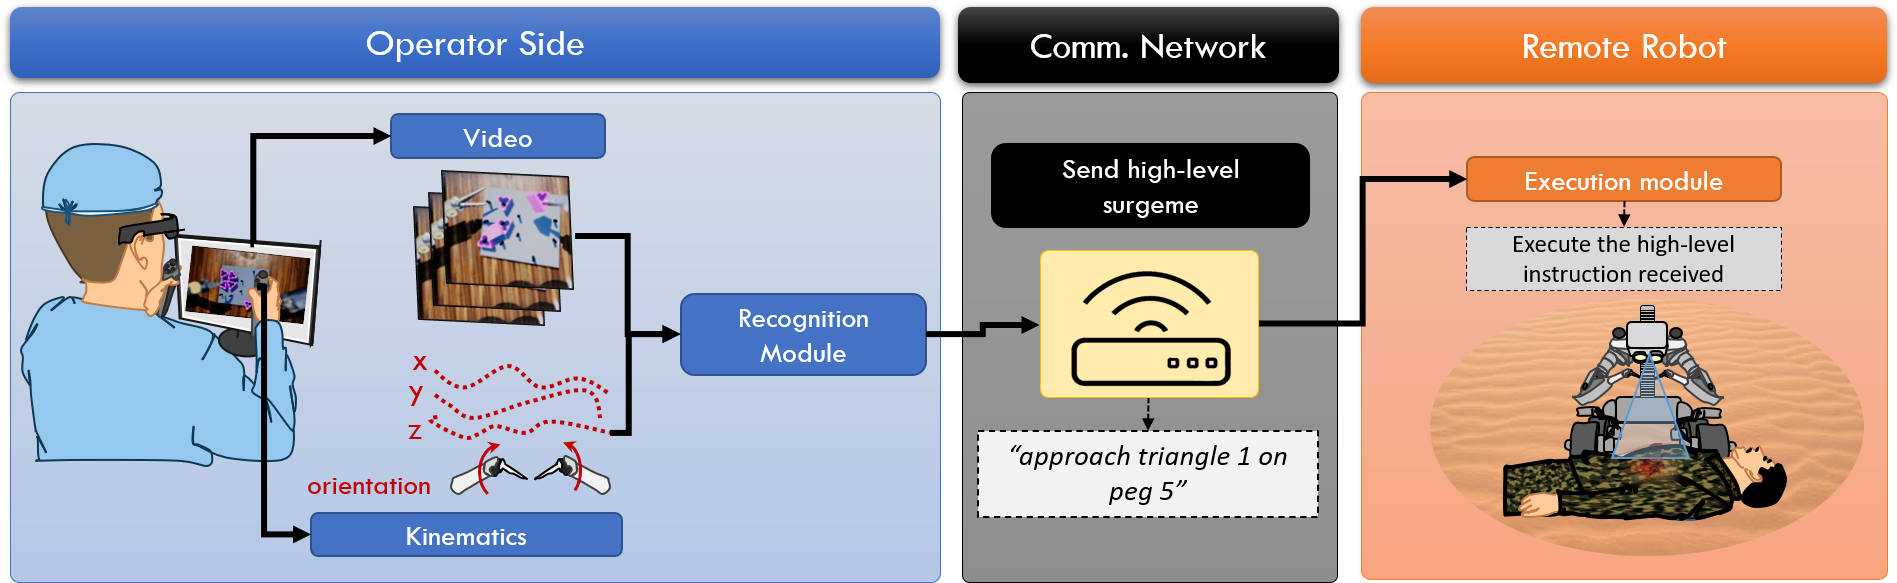 Operator Side
Comm. Network
Remote Robot
Video
Recognition
Module
x
y
z
orientation
Kinematics
Send high-level
surgeme
“approach triangle 1 on
peg 5”
Execution module
Execute the high-level
instruction received